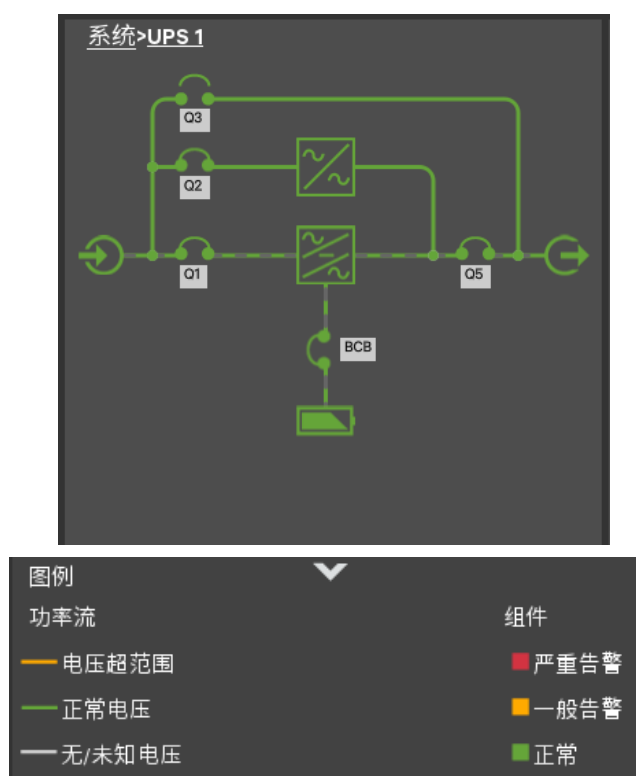 系统>UPS 1
Q3
Q2
Q1
Q5
BCB
图例
功率流
组件
电压超范围
严重告警
正常电压
一般告警
无/未知电压
正常